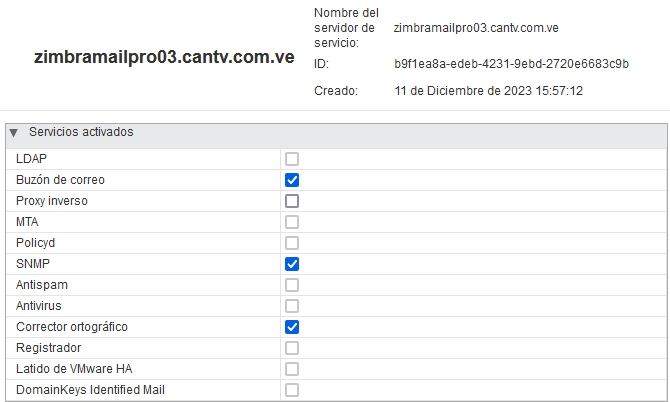 zimbramailpro03.cantv.com.ve
Nombre del
servidor de
servicio:
zimbramailpro03.cantv.com.ve
ID:
b9f1ea8a-edeb-4231-9ebd-2720e6683c9b
Creado:
11 de Diciembre de 2023 15:57:12
Servicios activados
LDAP
Buzón de correo
Proxy inverso
MTA
Policyd
SNMP
Antispam
Antivirus
Corrector ortográfico
Registrador
Latido de VMware HA
DomainKeys Identified Mail